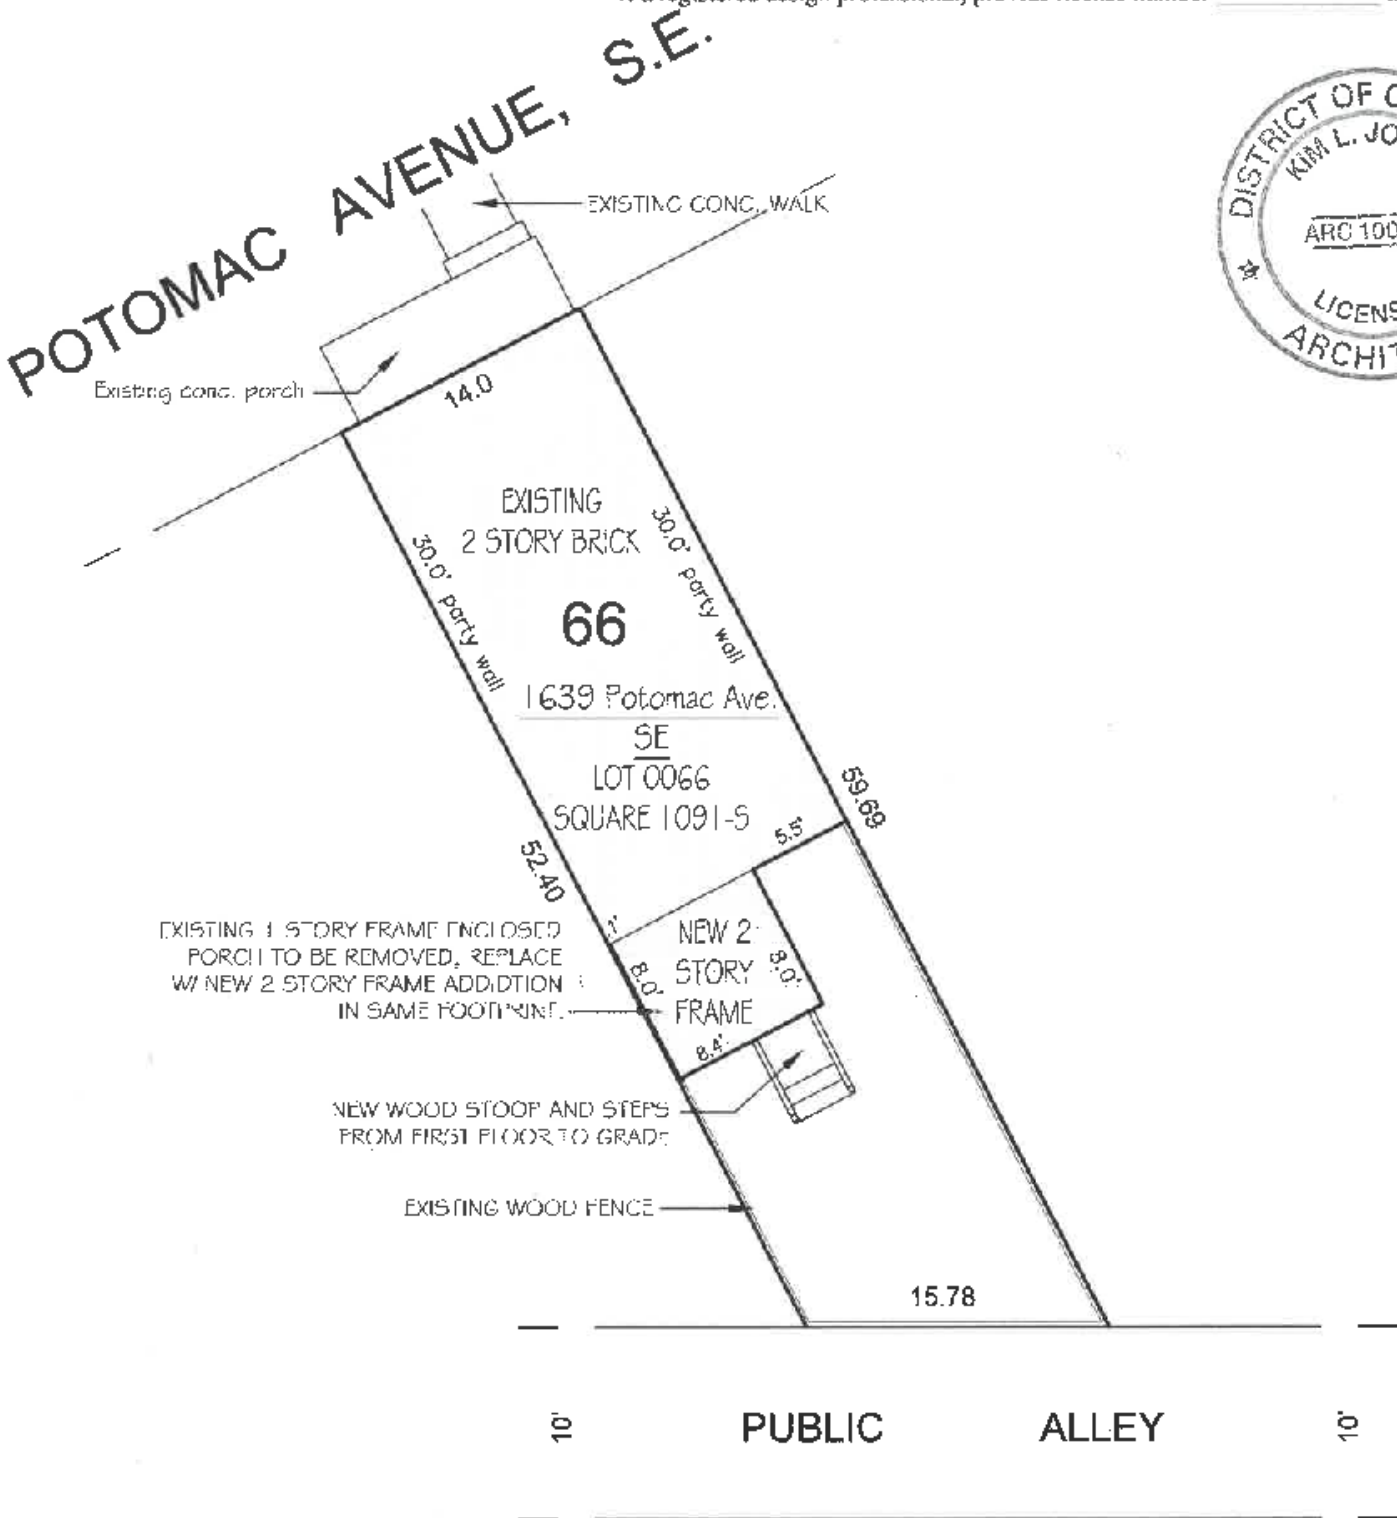 POTOMAC AVENUE, S.E.
DISTRICT OF C
KIM L. JO
ARC 100
LICENS
ARCHIT
EXISTING CONC. WALK
Existing conc. porch
14.0
EXISTING
2 STORY BRICK
30.0' party wall
30.0' party wall
66
1639 Potomac Ave.
SE
LOT 0066
SQUARE 1091-S
59.69
5.5'
52.40
EXISTING 1 STORY FRAME ENCLOSED
PORCH TO BE REMOVED, REPLACE
W/ NEW 2 STORY FRAME ADDIDTION
IN SAME FOOTPRINT.
1'
NEW 2
STORY
FRAME
8.0'
8.0'
8.4'
NEW WOOD STOOP AND STEPS
FROM FIRST FLOOR TO GRADE
EXISTING WOOD FENCE
15.78
10'
PUBLIC ALLEY
10'